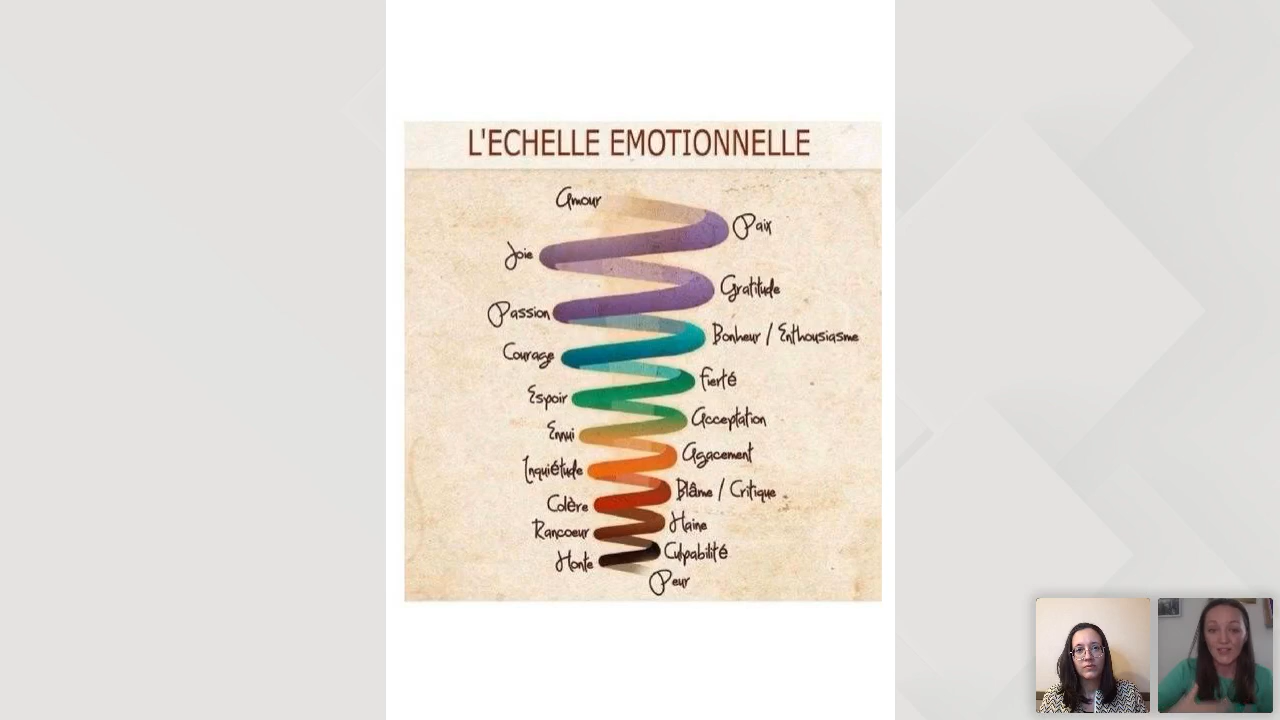 L'ECHELLE EMOTIONNELLE
Amour
Paix
Joie
Gratitude
Passion
Bonheur / Enthousiasme
Courage
Fierté
Espoir
Acceptation
Ennui
Agacement
Inquiétude
Blâme / Critique
Colère
Haine
Rancoeur
Culpabilité
Honte
Peur